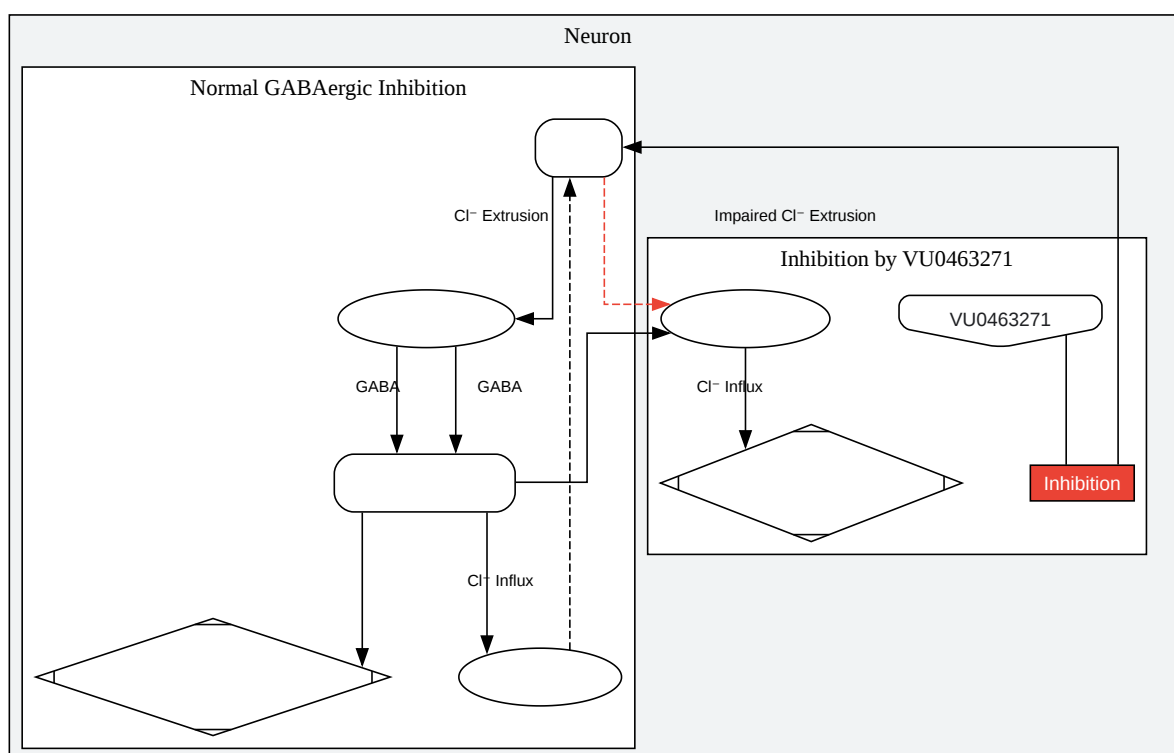 Neuron
Normal GABAergic Inhibition
Cl⁻ Extrusion
Impaired Cl⁻ Extrusion
Inhibition by VU0463271
VU0463271
GABA
GABA
Cl⁻ Influx
Inhibition
Cl⁻ Influx